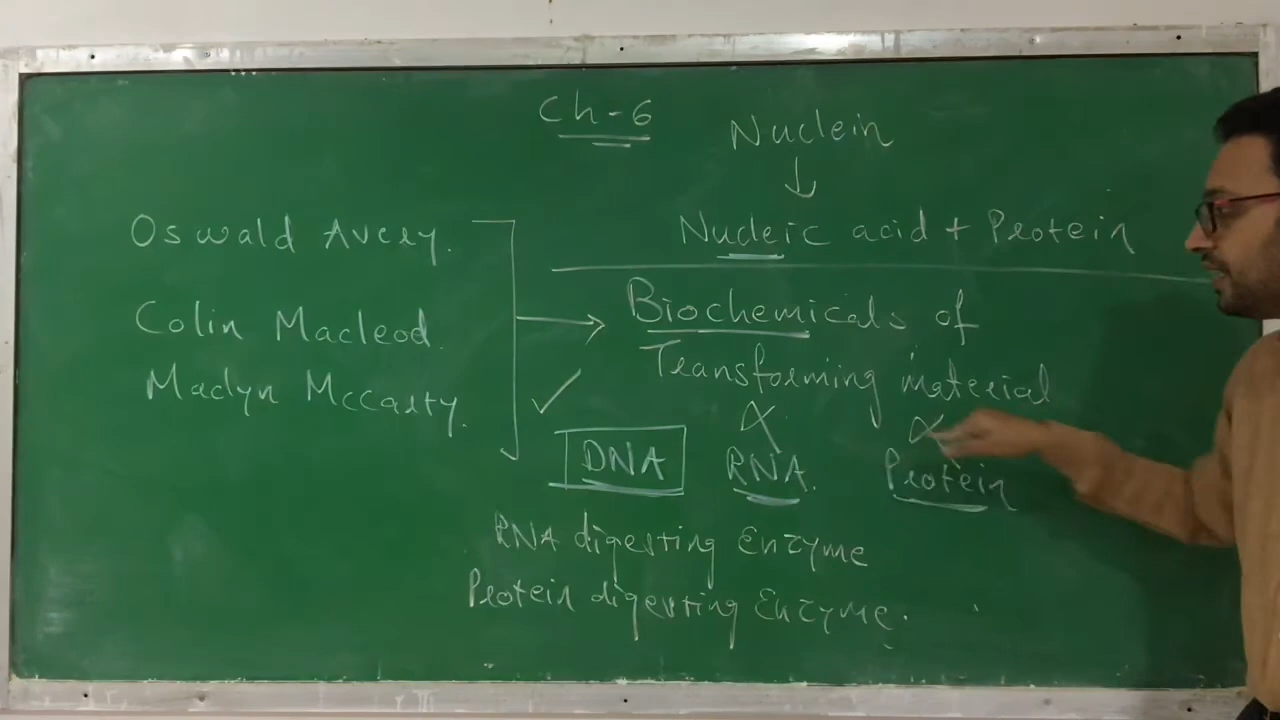 Ch-6
Nuclein
↓
Nucleic acid + Protein
Oswald Avery.
Colin Macleod.
Maclyn McCarty.
→ Biochemicals of
Transforming material
✓
DNA RNA. Protein
RNA digesting Enzyme
Protein digesting Enzyme.